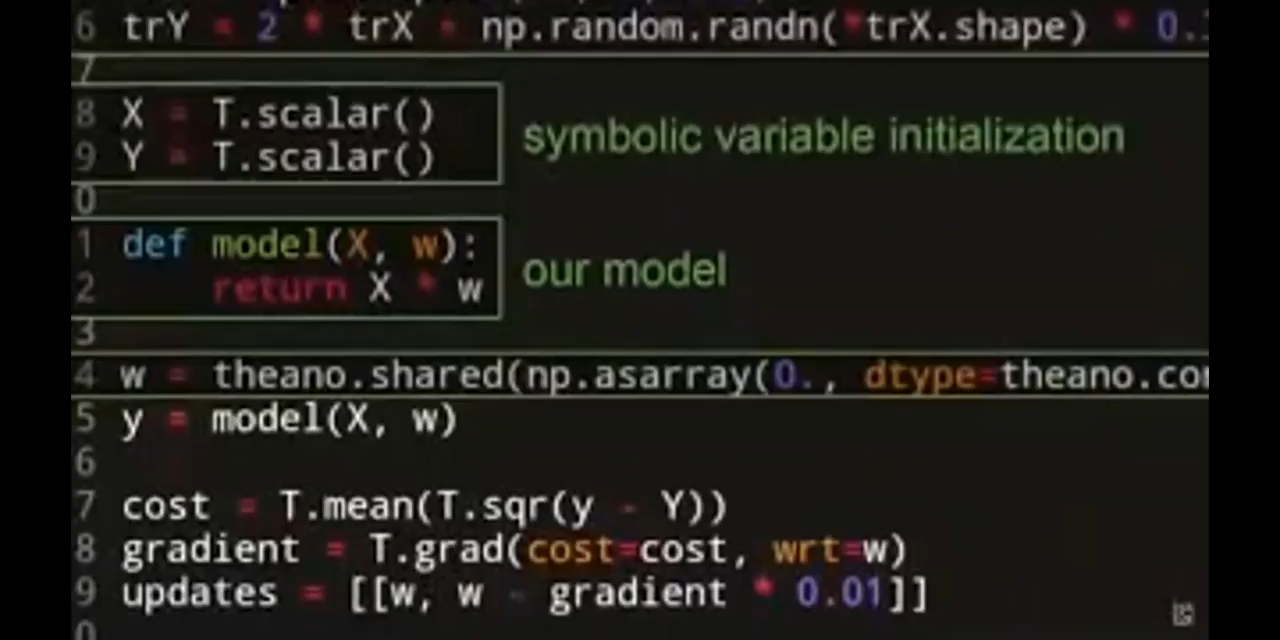 6 trY = 2 * trX + np.random.randn(*trX.shape) * 0.
7
8 X = T.scalar()
9 Y = T.scalar()
symbolic variable initialization
0
1 def model(X, w):
2 return X * w
our model
3
4 w = theano.shared(np.asarray(0., dtype=theano.con
5 y = model(X, w)
6
7 cost = T.mean(T.sqr(y - Y))
8 gradient = T.grad(cost=cost, wrt=w)
9 updates = [[w, w - gradient * 0.01]]
0